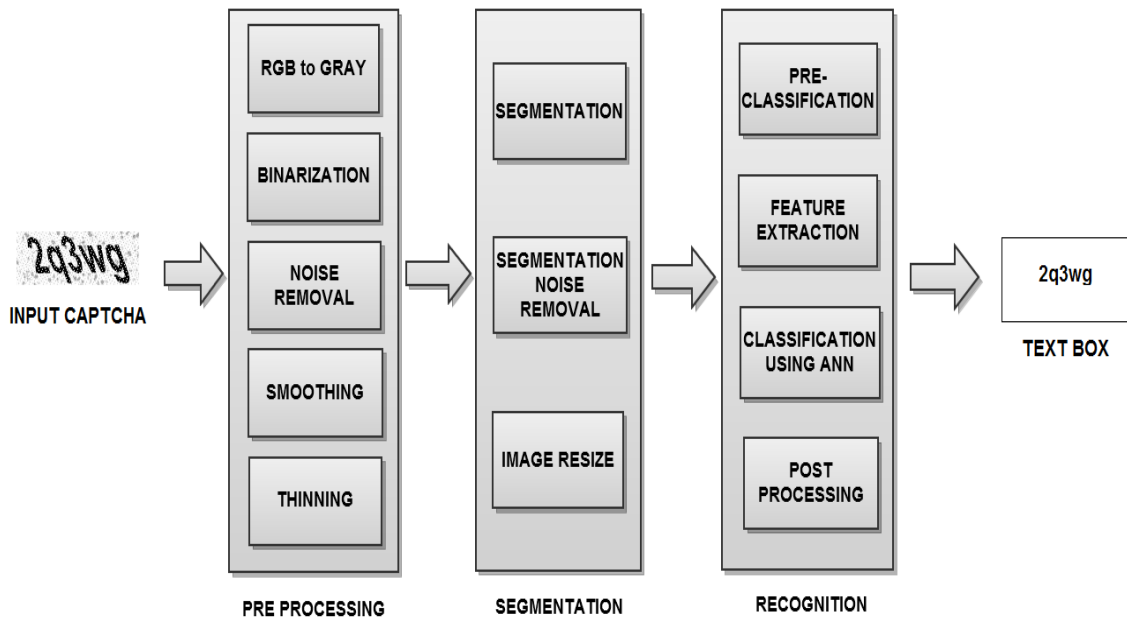 2q3wg
INPUT CAPTCHA
RGB to GRAY
BINARIZATION
NOISE
REMOVAL
SMOOTHING
THINNING
PRE PROCESSING
SEGMENTATION
SEGMENTATION
NOISE
REMOVAL
IMAGE RESIZE
SEGMENTATION
PRE-
CLASSIFICATION
FEATURE
EXTRACTION
CLASSIFICATION
USING ANN
POST
PROCESSING
RECOGNITION
2q3wg
TEXT BOX